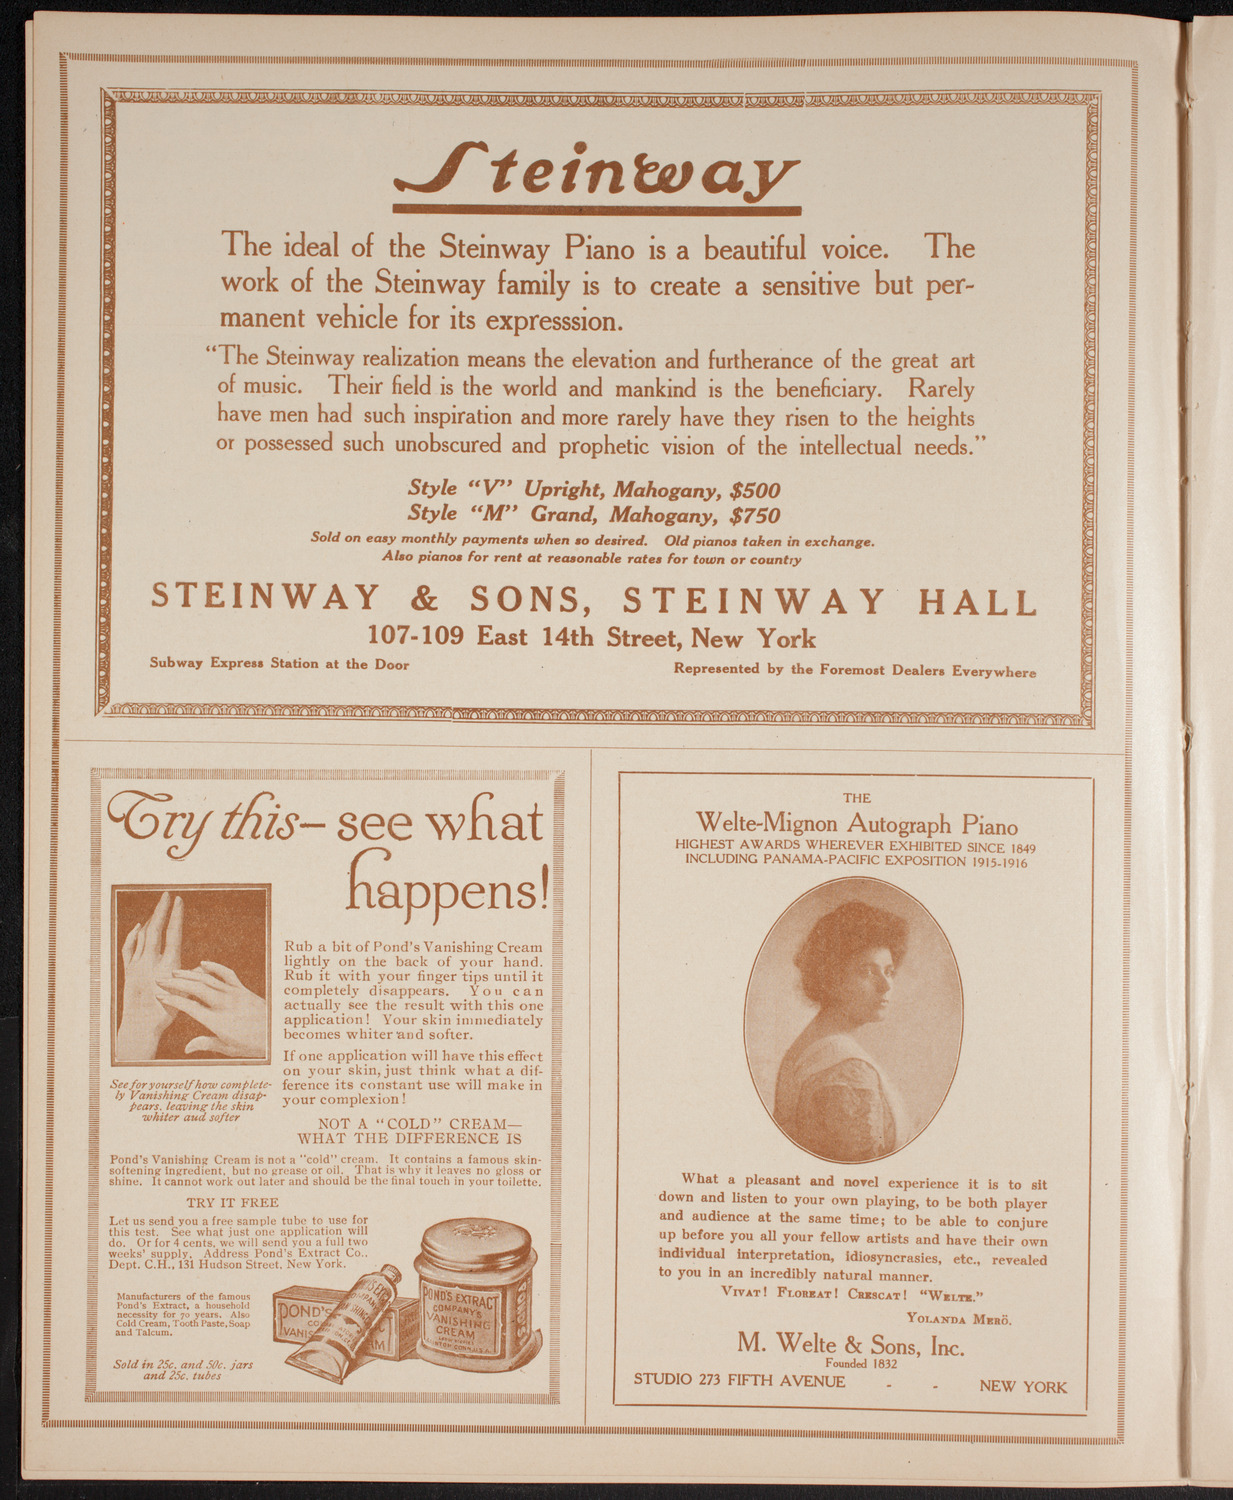 Steinway
The ideal of the Steinway Piano is a beautiful voice. The
work of the Steinway family is to create a sensitive but per-
manent vehicle for its expresssion.
“The Steinway realization means the elevation and furtherance of the great art
of music. Their field is the world and mankind is the beneficiary. Rarely
have men had such inspiration and more rarely have they risen to the heights
or possessed such unobscured and prophetic vision of the intellectual needs.”
Style “V” Upright, Mahogany, $500
Style “M” Grand, Mahogany, $750
Sold on easy monthly payments when so desired. Old pianos taken in exchange.
Also pianos for rent at reasonable rates for town or country
STEINWAY & SONS, STEINWAY HALL
107-109 East 14th Street, New York
Subway Express Station at the Door
Represented by the Foremost Dealers Everywhere
Try this– see what
happens!
Rub a bit of Pond's Vanishing Cream
lightly on the back of your hand.
Rub it with your finger tips until it
completely disappears. You can
actually see the result with this one
application! Your skin immediately
becomes whiter and softer.
If one application will have this effect
on your skin, just think what a dif-
ference its constant use will make in
your complexion!
See for yourself how complete-
ly Vanishing Cream disap-
pears, leaving the skin
whiter and softer
NOT A “COLD” CREAM—
WHAT THE DIFFERENCE IS
Pond's Vanishing Cream is not a "cold" cream. It contains a famous skin-
softening ingredient, but no grease or oil. That is why it leaves no gloss or
shine. It cannot work out later and should be the final touch in your toilette.
TRY IT FREE
Let us send you a free sample tube to use for
this test. See what just one application will
do. Or for 4 cents, we will send you a full two
weeks' supply. Address Pond's Extract Co.,
Dept. C.H., 131 Hudson Street, New York.
Manufacturers of the famous
Pond's Extract, a household
necessity for 70 years. Also
Cold Cream, Tooth Paste, Soap
and Talcum.
Sold in 25c. and 50c. jars
and 25c. tubes
POND'S
VANIS
POND'S EXTRACT
COMPANY'S
VANISHING
CREAM
THE
Welte-Mignon Autograph Piano
HIGHEST AWARDS WHEREVER EXHIBITED SINCE 1849
INCLUDING PANAMA-PACIFIC EXPOSITION 1915-1916
What a pleasant and novel experience it is to sit
down and listen to your own playing, to be both player
and audience at the same time; to be able to conjure
up before you all your fellow artists and have their own
individual interpretation, idiosyncrasies, etc., revealed
to you in an incredibly natural manner.
VIVAT! FLOREAT! CRESCAT! “WELTE.”
YOLANDA MERÖ.
M. Welte & Sons, Inc.
Founded 1832
STUDIO 273 FIFTH AVENUE - - NEW YORK